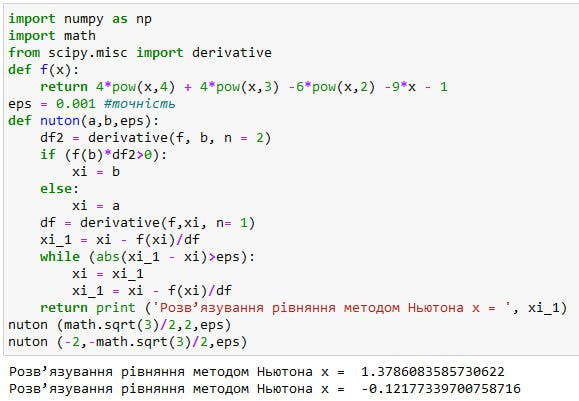 import numpy as np
import math
from scipy.misc import derivative
def f(x):
    return 4*pow(x,4) + 4*pow(x,3) -6*pow(x,2) -9*x - 1
eps = 0.001 #точність
def nuton(a,b,eps):
    df2 = derivative(f, b, n = 2)
    if (f(b)*df2>0):
        xi = b
    else:
        xi = a
    df = derivative(f,xi, n= 1)
    xi_1 = xi - f(xi)/df
    while (abs(xi_1 - xi)>eps):
        xi = xi_1
        xi_1 = xi - f(xi)/df
    return print ('Розв’язування рівняння методом Ньютона x = ', xi_1)
nuton (math.sqrt(3)/2,2,eps)
nuton (-2,-math.sqrt(3)/2,eps)
Розв’язування рівняння методом Ньютона x =  1.3786083585730622
Розв’язування рівняння методом Ньютона x =  -0.12177339700758716